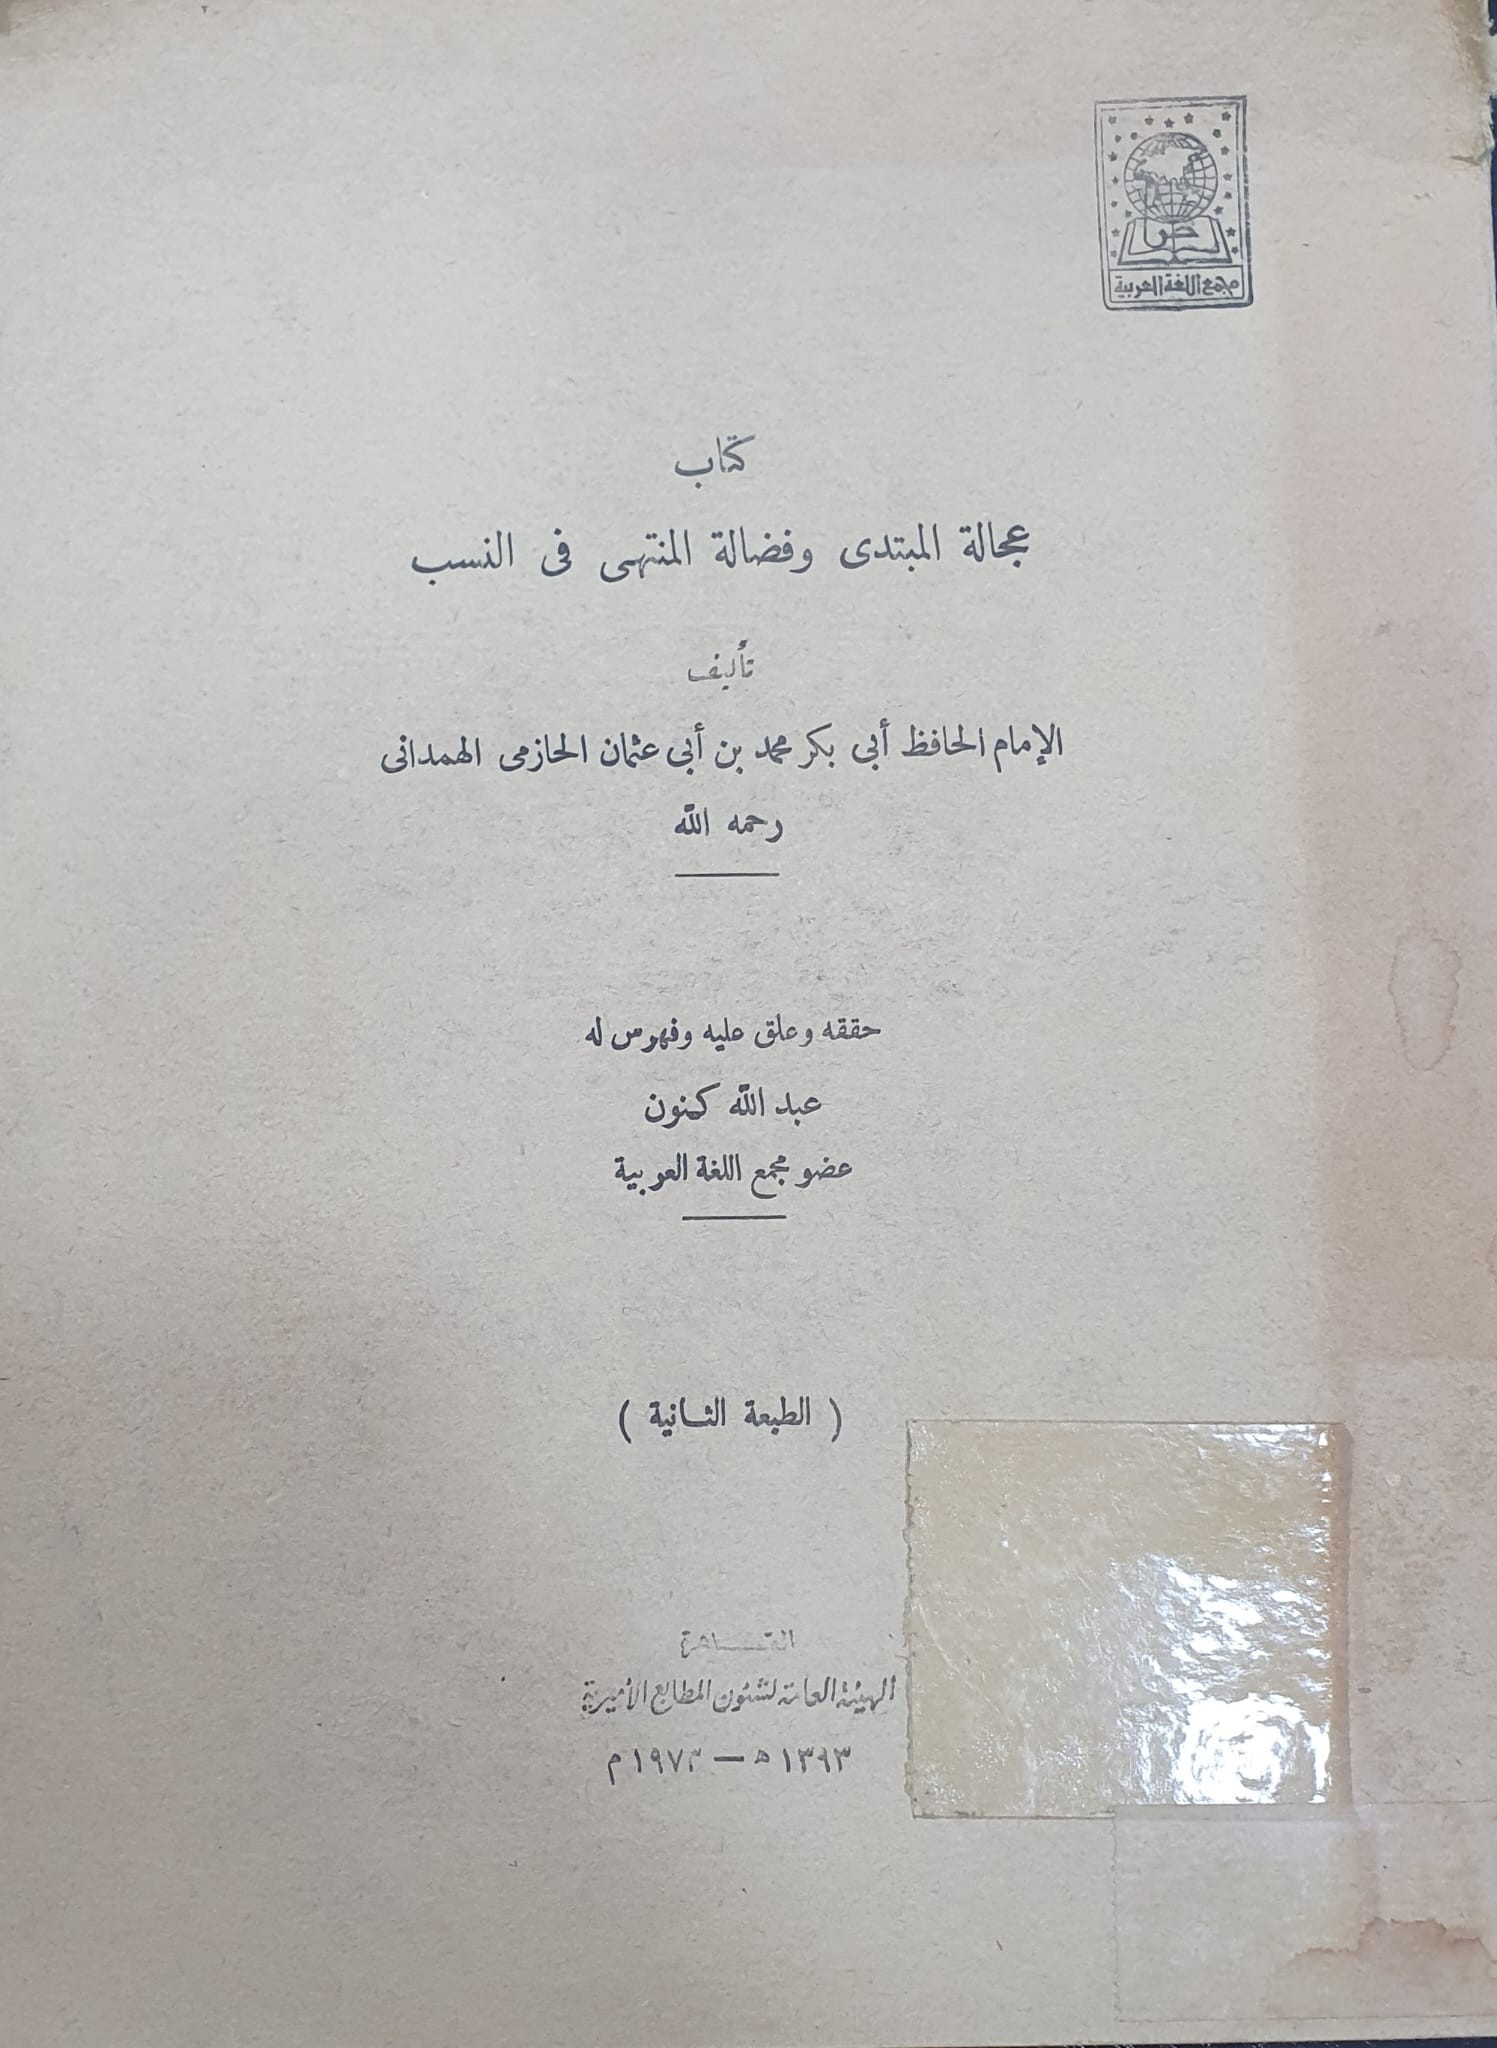 ض
مجمع اللغة العربية
كتاب
عجالة المبتدى وفضالة المنتهى فى النسب
تأليف
الإمام الحافظ أبي بكر محمد بن أبى عثمان الحازمى الهمدانى
رحمه الله
حققه وعلق عليه وفهرس له
عبد الله كنون
عضو مجمع اللغة العربية
( الطبعة الثانية )
القـــاهرة
الهيئة العامة لشئون المطابع الأميرية
١٣٩٣ هـ — ١٩٧٣ م